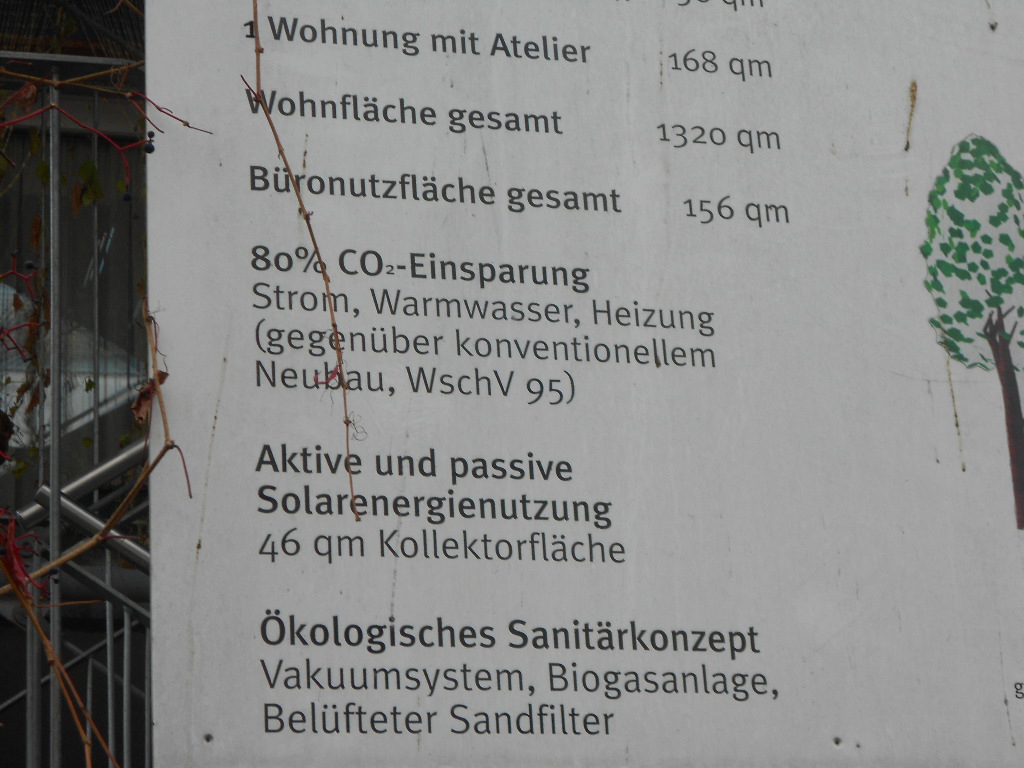 1 Wohnung mit Atelier 168 qm
Wohnfläche gesamt 1320 qm
Büronutzfläche gesamt 156 qm
80% CO₂-Einsparung
Strom, Warmwasser, Heizung
(gegenüber konventionellem
Neubau, WschV 95)
Aktive und passive
Solarenergienutzung
46 qm Kollektorfläche
Ökologisches Sanitärkonzept
Vakuumsystem, Biogasanlage,
Belüfteter Sandfilter